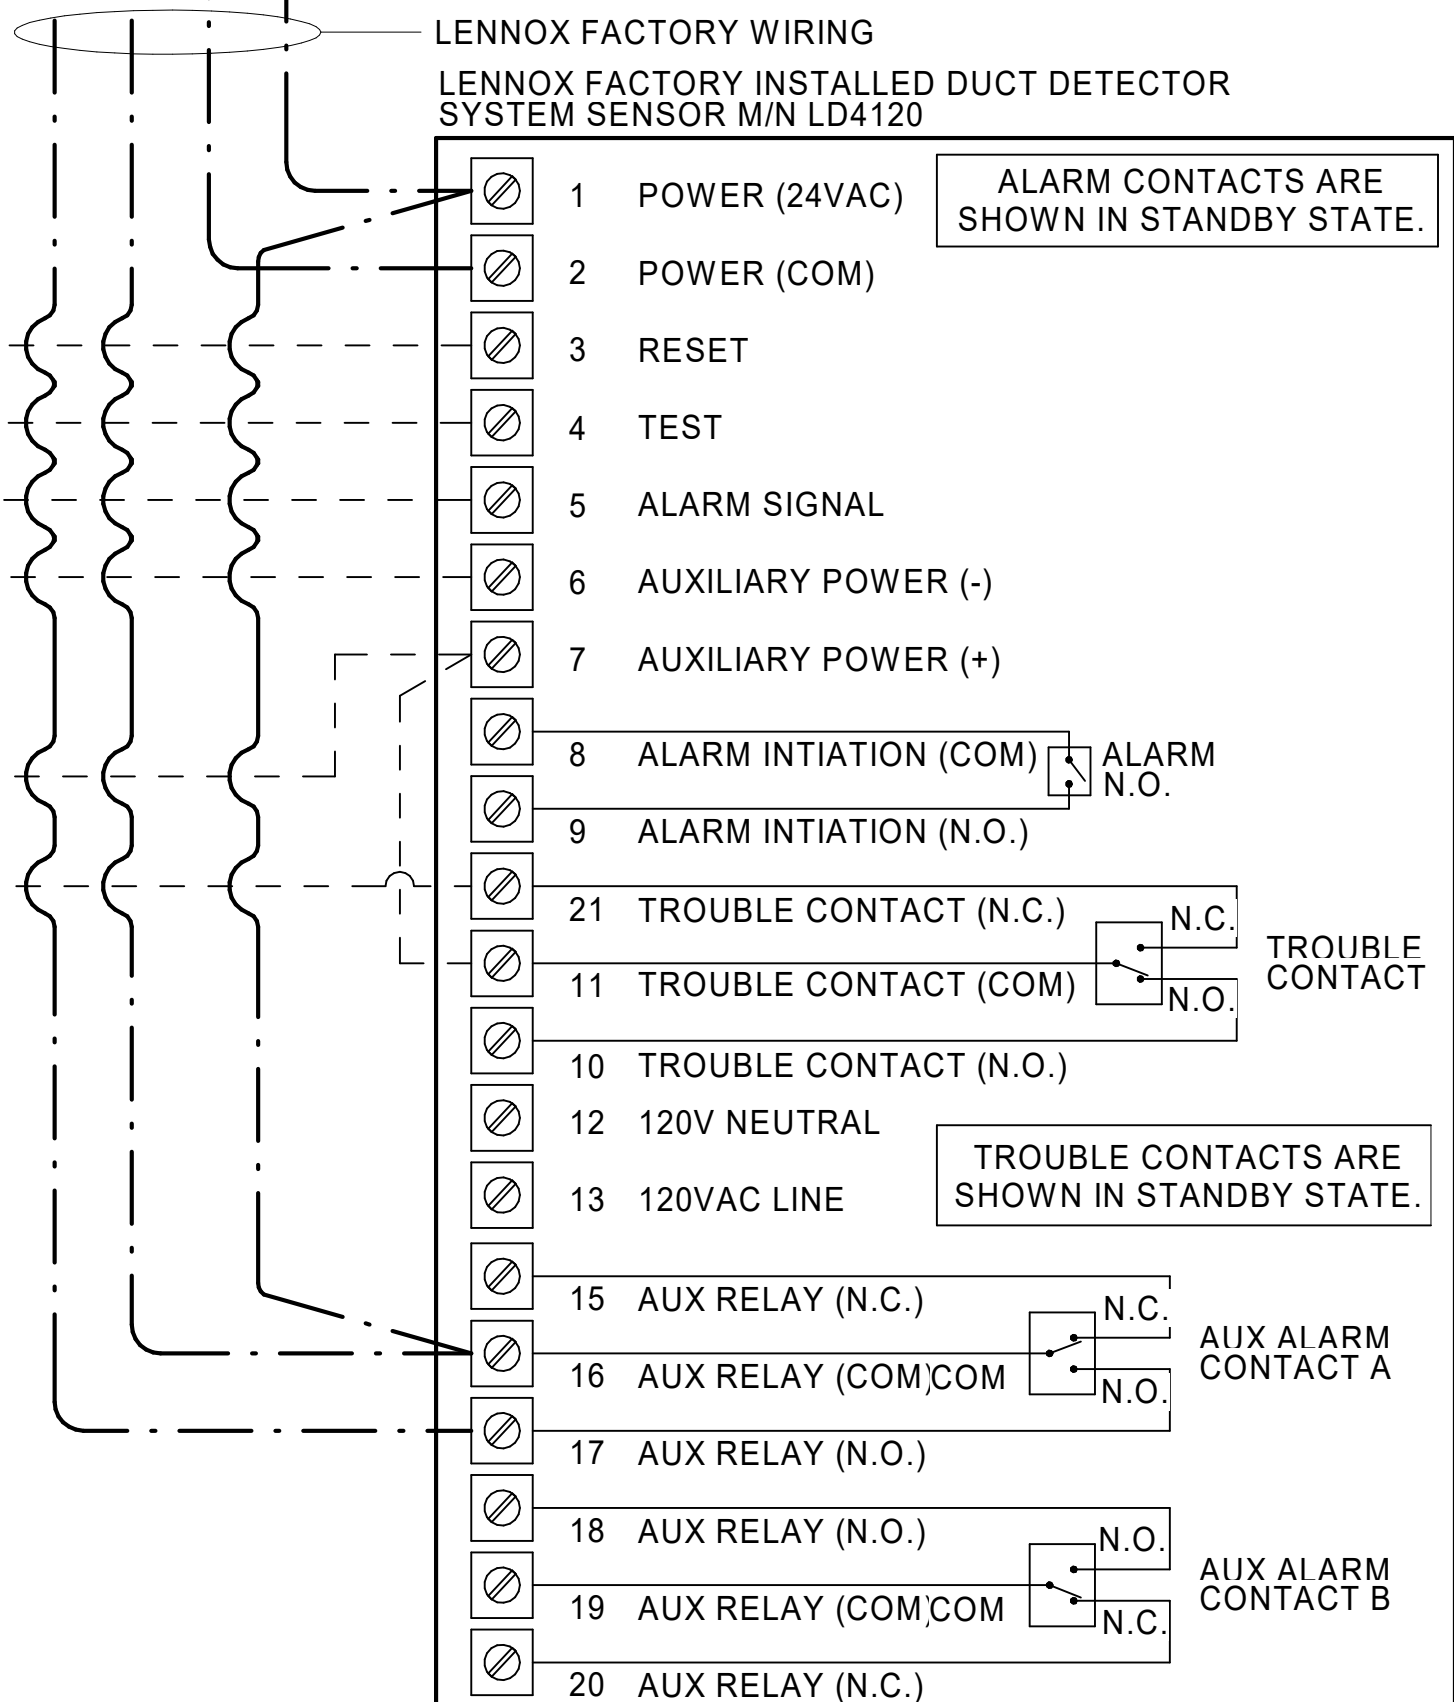 LENNOX FACTORY WIRING
LENNOX FACTORY INSTALLED DUCT DETECTOR
SYSTEM SENSOR M/N LD4120
1 POWER (24VAC)
ALARM CONTACTS ARE
SHOWN IN STANDBY STATE.
2 POWER (COM)
3 RESET
4 TEST
5 ALARM SIGNAL
6 AUXILIARY POWER (-)
7 AUXILIARY POWER (+)
8 ALARM INTIATION (COM)
ALARM
N.O.
9 ALARM INTIATION (N.O.)
21 TROUBLE CONTACT (N.C.)
N.C.
TROUBLE
CONTACT
11 TROUBLE CONTACT (COM)
N.O.
10 TROUBLE CONTACT (N.O.)
12 120V NEUTRAL
TROUBLE CONTACTS ARE
SHOWN IN STANDBY STATE.
13 120VAC LINE
15 AUX RELAY (N.C.)
N.C.
AUX ALARM
CONTACT A
16 AUX RELAY (COM)COM
N.O.
17 AUX RELAY (N.O.)
18 AUX RELAY (N.O.)
N.O.
AUX ALARM
CONTACT B
19 AUX RELAY (COM)COM
N.C.
20 AUX RELAY (N.C.)